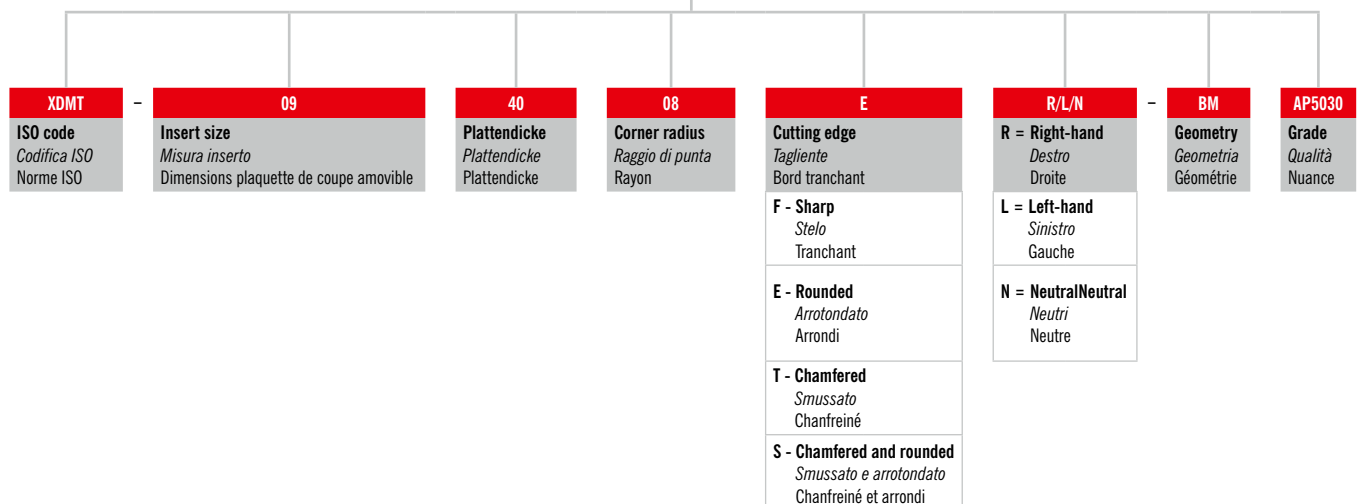 XDMT – 09 40 08 E R/L/N – BM AP5030
ISO code
Codifica ISO
Norme ISO
Insert size
Misura inserto
Dimensions plaquette de coupe amovible
Plattendicke
Plattendicke
Plattendicke
Corner radius
Raggio di punta
Rayon
Cutting edge
Tagliente
Bord tranchant
F - Sharp
Stelo
Tranchant
E - Rounded
Arrotondato
Arrondi
T - Chamfered
Smussato
Chanfreiné
S - Chamfered and rounded
Smussato e arrotondato
Chanfreiné et arrondi
R = Right-hand
Destro
Droite
L = Left-hand
Sinistro
Gauche
N = NeutralNeutral
Neutri
Neutre
Geometry
Geometria
Géométrie
Grade
Qualità
Nuance